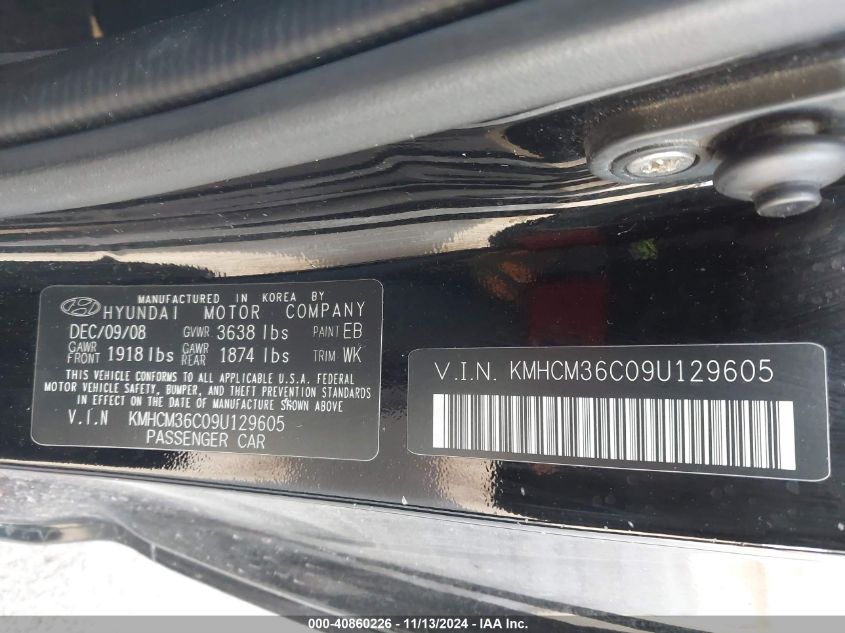 MANUFACTURED IN KOREA BY
HYUNDAI MOTOR COMPANY
DEC/09/08 GVWR 3638 lbs PAINT EB
GAWR FRONT 1918 lbs GAWR REAR 1874 lbs TRIM WK
THIS VEHICLE CONFORMS TO ALL APPLICABLE U.S.A. FEDERAL
MOTOR VEHICLE SAFETY, BUMPER, AND THEFT PREVENTION STANDARDS
IN EFFECT ON THE DATE OF MANUFACTURE SHOWN ABOVE
V.I.N KMHCM36C09U129605
PASSENGER CAR
V.I.N. KMHCM36C09U129605
000-40860226 - 11/13/2024 - IAA Inc.